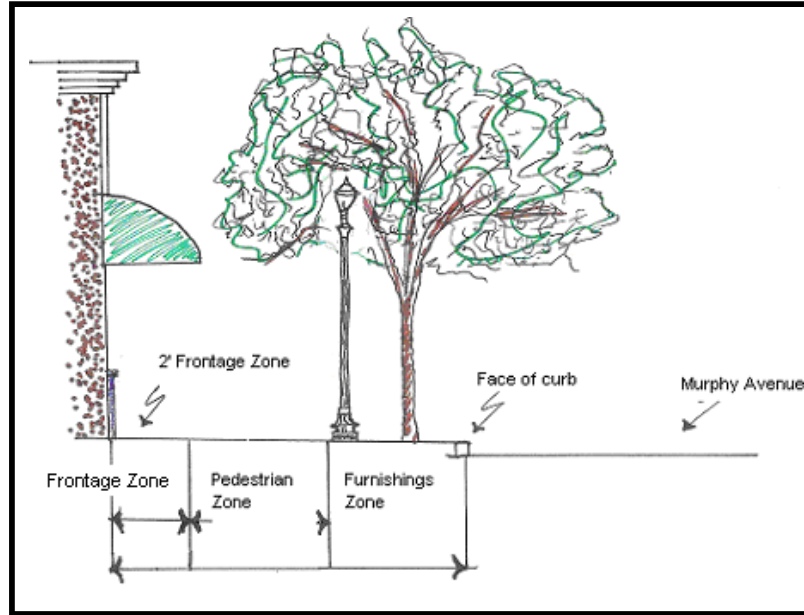 2' Frontage Zone
Face of curb
Murphy Avenue
Frontage Zone
Pedestrian
Zone
Furnishings
Zone